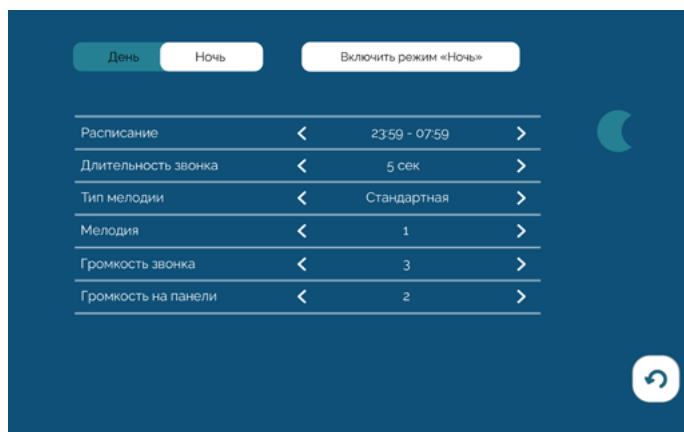 День Ночь Включить режим «Ночь»
Расписание 23:59 - 07:59
Длительность звонка 5 сек
Тип мелодии Стандартная
Мелодия 1
Громкость звонка 3
Громкость на панели 2